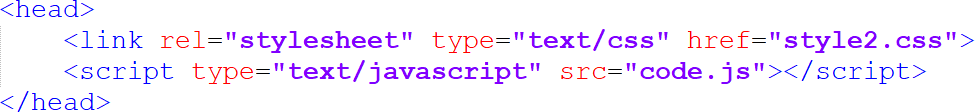 <head>
<link rel="stylesheet" type="text/css" href="style2.css">
<script type="text/javascript" src="code.js"></script>
</head>